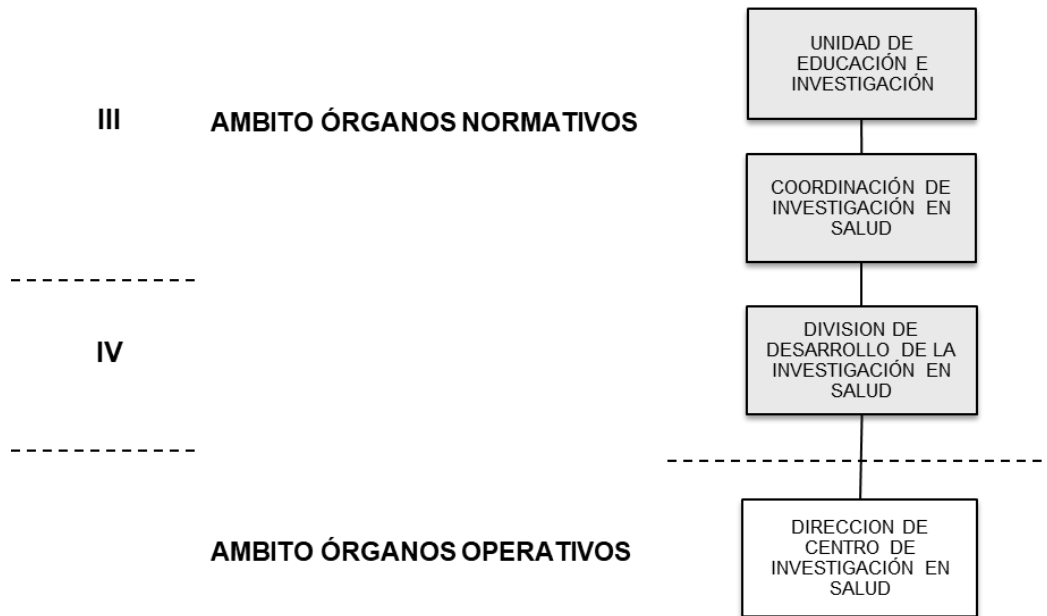 UNIDAD DE
EDUCACIÓN E
INVESTIGACIÓN
III
AMBITO ÓRGANOS NORMATIVOS
COORDINACIÓN DE
INVESTIGACIÓN EN
SALUD
IV
DIVISION DE
DESARROLLO DE LA
INVESTIGACIÓN EN
SALUD
AMBITO ÓRGANOS OPERATIVOS
DIRECCION DE
CENTRO DE
INVESTIGACIÓN EN
SALUD